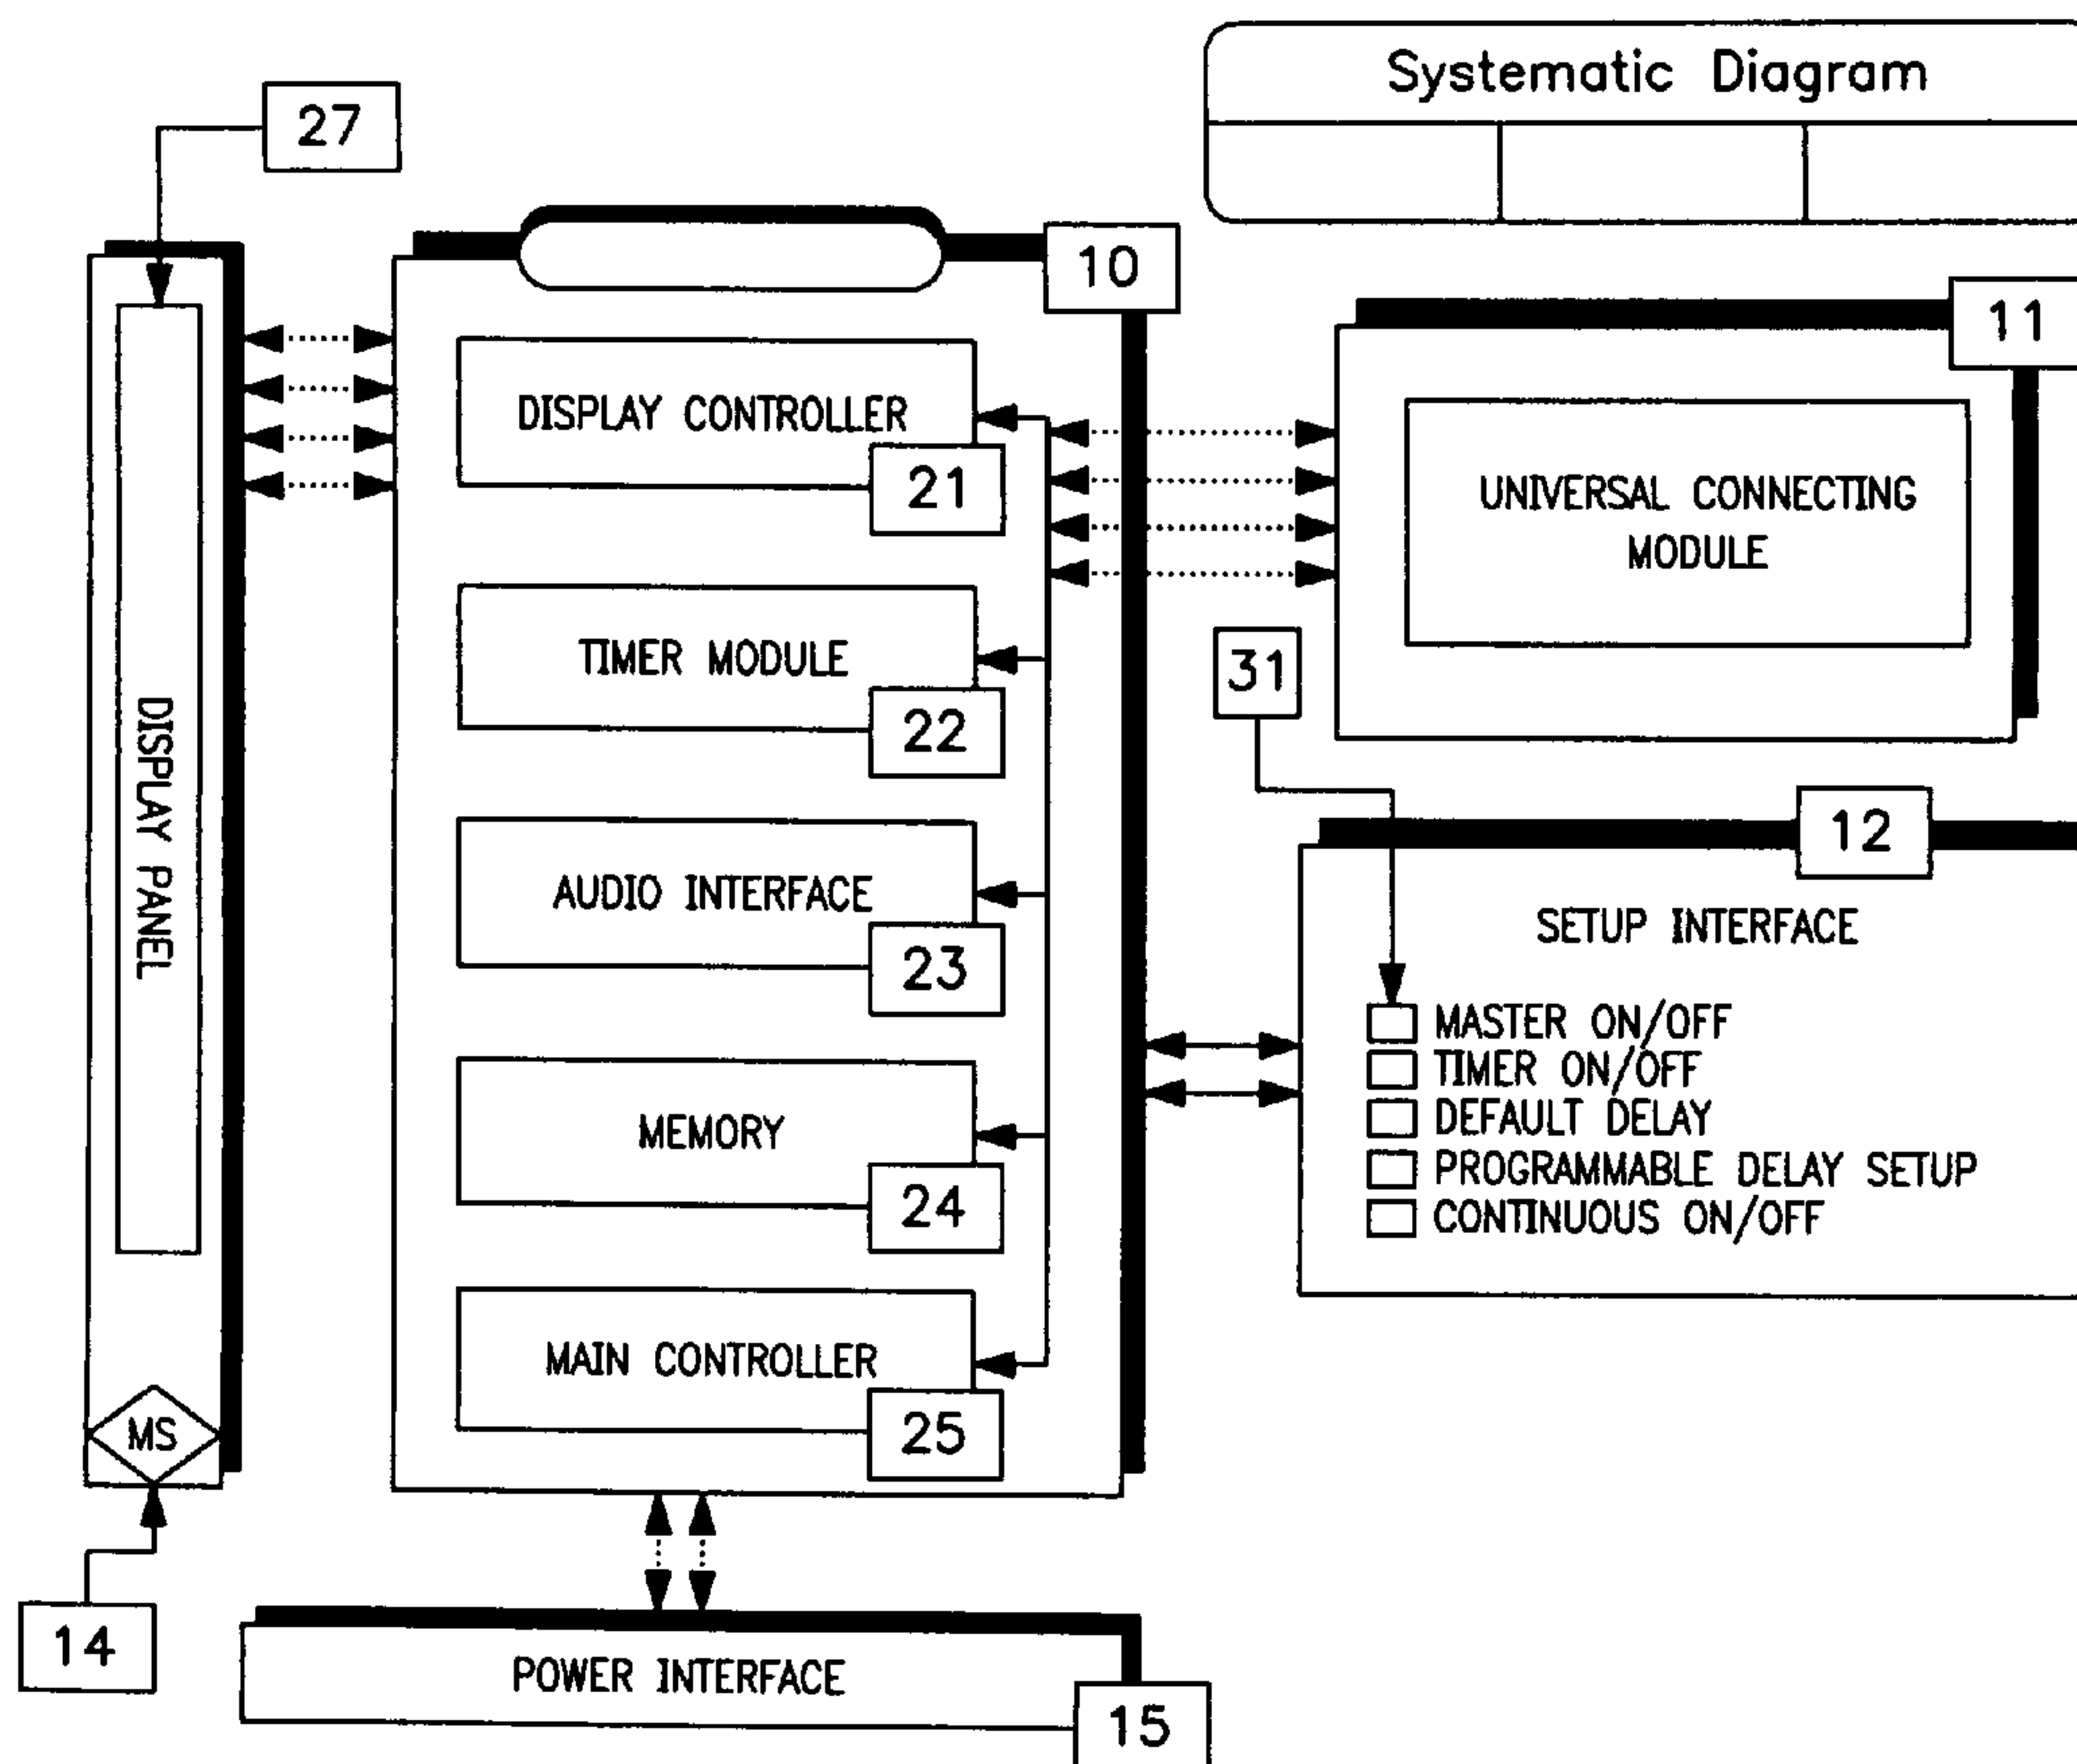 Systematic Diagram
27
10
11
DISPLAY CONTROLLER
21
UNIVERSAL CONNECTING
MODULE
TIMER MODULE
22
31
DISPLAY PANEL
12
AUDIO INTERFACE
23
SETUP INTERFACE
MASTER ON/OFF
TIMER ON/OFF
DEFAULT DELAY
PROGRAMMABLE DELAY SETUP
CONTINUOUS ON/OFF
MEMORY
24
MAIN CONTROLLER
25
MS
14
POWER INTERFACE
15